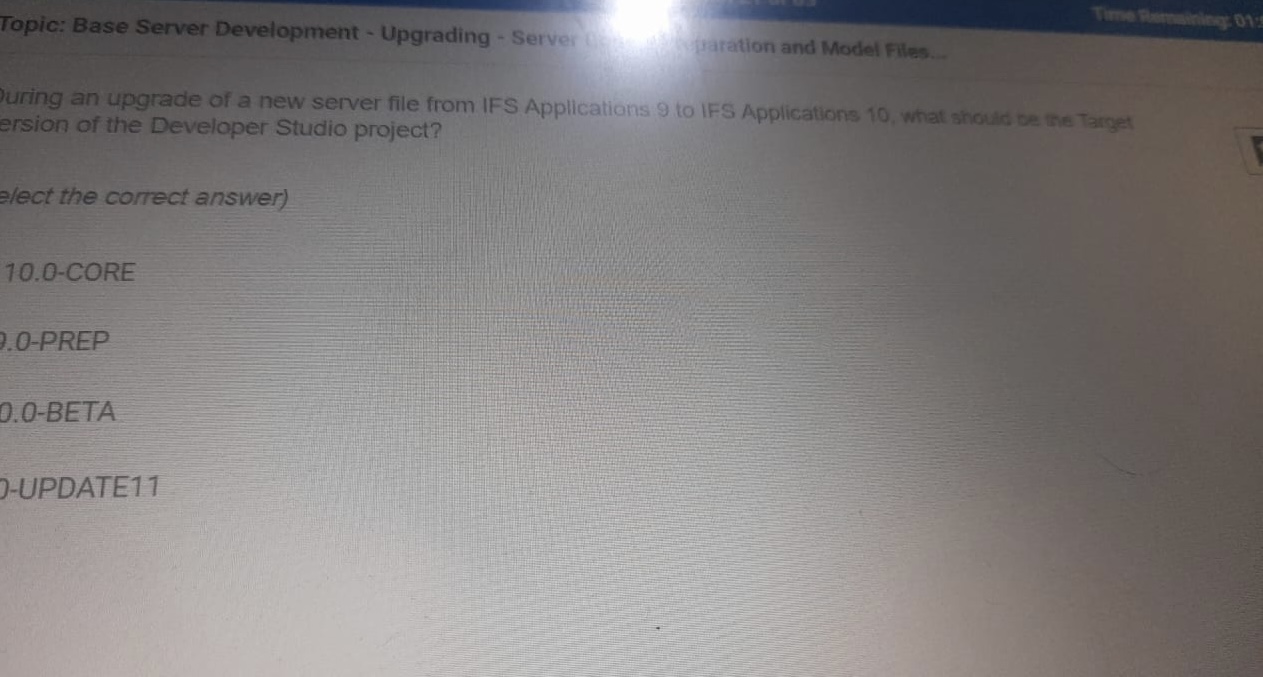 Topic: Base Server Development - Upgrading - Server paration and Model Files...
Time Remaining: 01:
During an upgrade of a new server file from IFS Applications 9 to IFS Applications 10, what should be the Target
ersion of the Developer Studio project?
elect the correct answer)
10.0-CORE
.0-PREP
0.0-BETA
0-UPDATE11